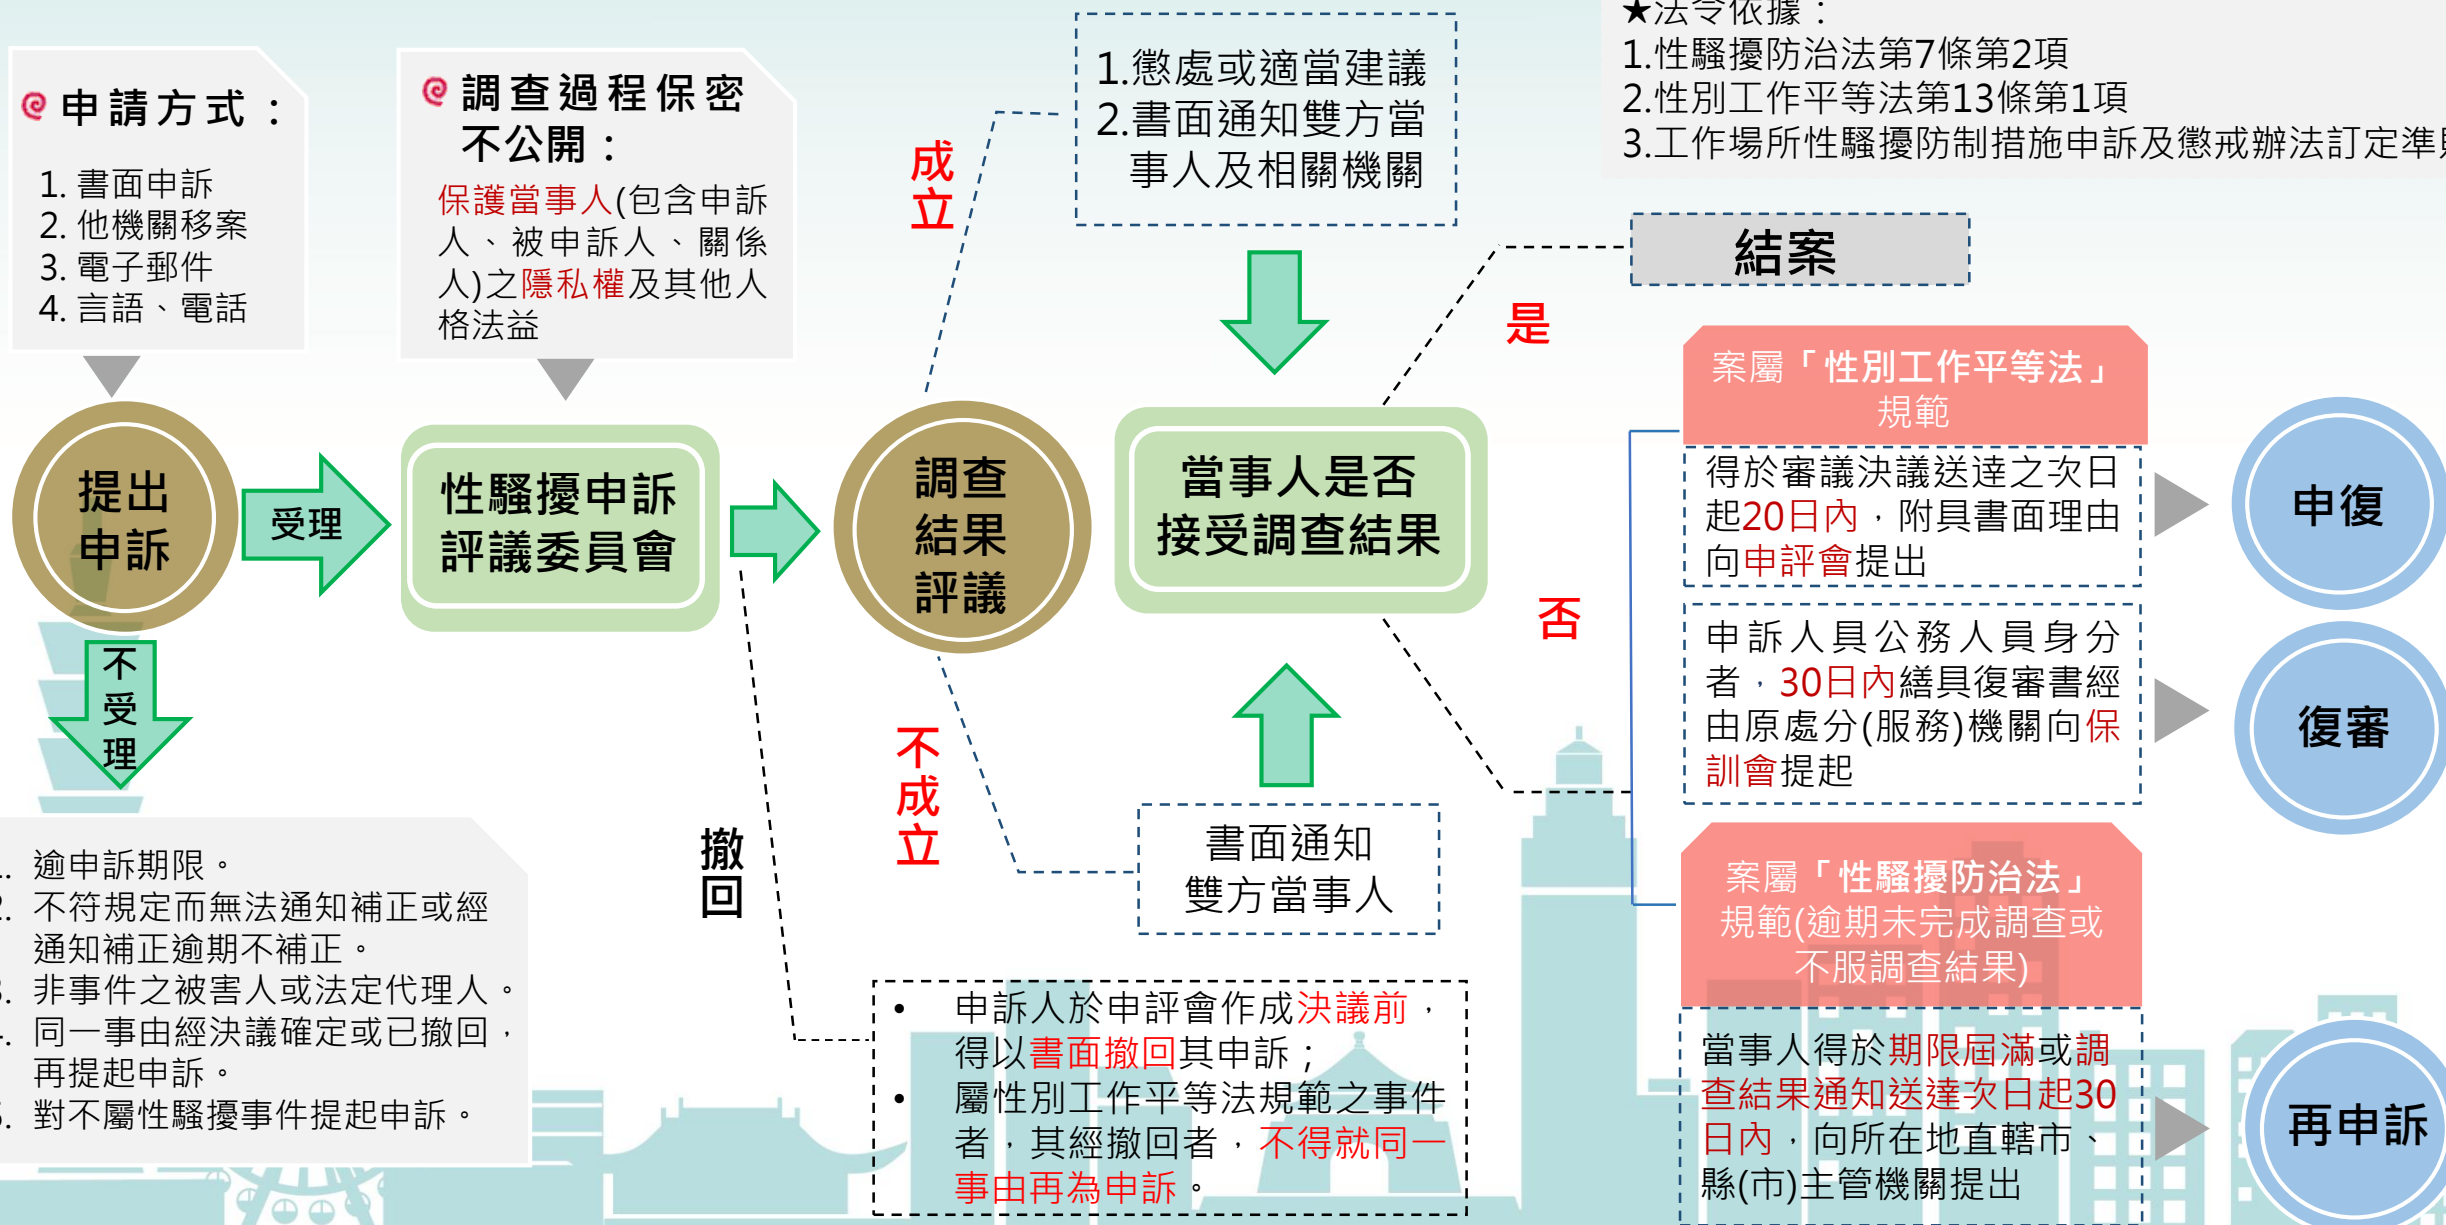 申請方式：
1. 書面申訴
2. 他機關移案
3. 電子郵件
4. 言語、電話
調查過程保密
不公開：
保護當事人(包含申訴
人、被申訴人、關係
人)之隱私權及其他人
格法益
1.懲處或適當建議
2.書面通知雙方當
事人及相關機關
★法令依據：
1.性騷擾防治法第7條第2項
2.性別工作平等法第13條第1項
3.工作場所性騷擾防制措施申訴及懲戒辦法訂定準
成立
結案
是
提出
申訴
受理
性騷擾申訴
評議委員會
調查
結果
評議
當事人是否
接受調查結果
否
案屬「性別工作平等法」
規範
得於審議決議送達之次日
起20日內，附具書面理由
向申評會提出
申復
申訴人具公務人員身分
者，30日內繕具復審書經
由原處分(服務)機關向保
訓會提起
復審
不受理
逾申訴期限。
不符規定而無法通知補正或經
通知補正逾期不補正。
非事件之被害人或法定代理人。
同一事由經決議確定或已撤回，
再提起申訴。
對不屬性騷擾事件提起申訴。
撤回
不成立
書面通知
雙方當事人
• 申訴人於申評會作成決議前，
得以書面撤回其申訴；
• 屬性別工作平等法規範之事件
者，其經撤回者，不得就同一
事由再為申訴。
案屬「性騷擾防治法」
規範(逾期未完成調查或
不服調查結果)
當事人得於期限屆滿或調
查結果通知送達次日起30
日內，向所在地直轄市、
縣(市)主管機關提出
再申訴